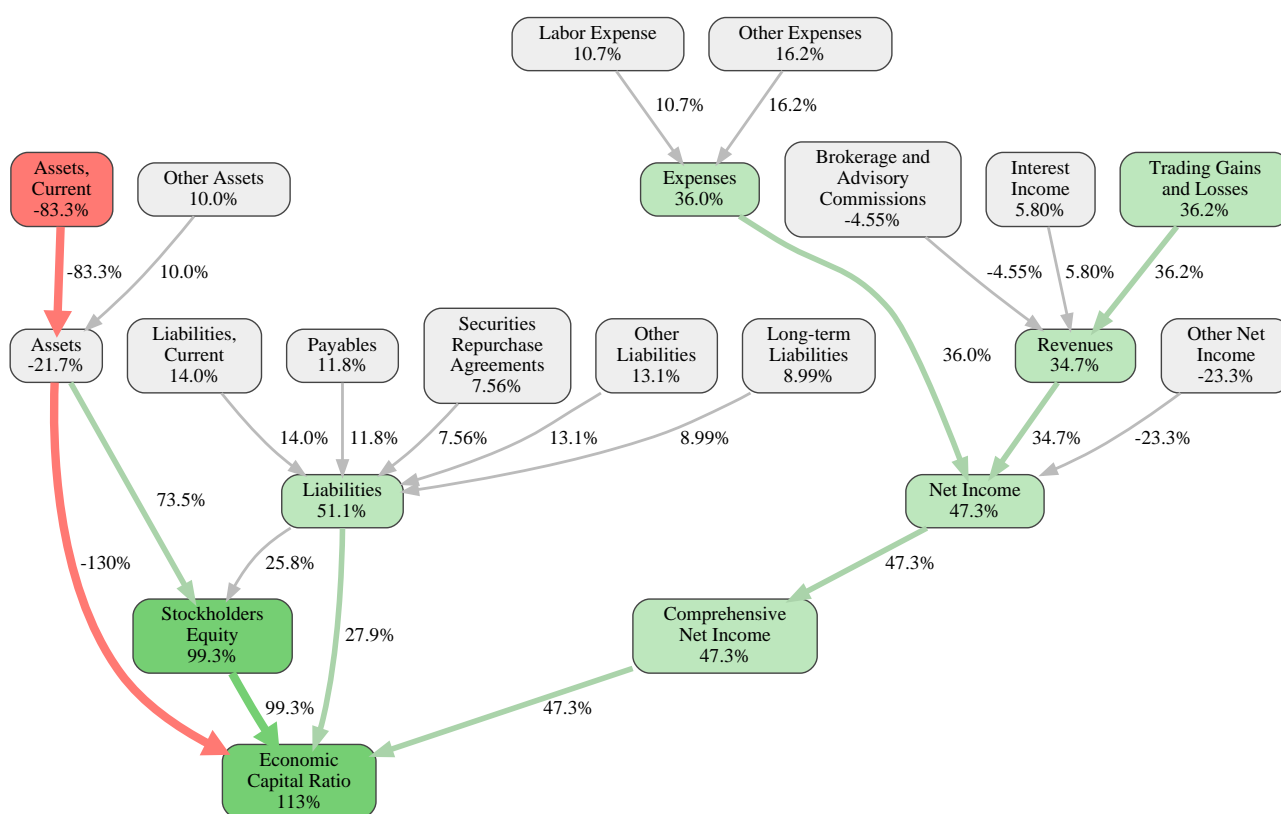 Labor Expense
10.7%
Other Expenses
16.2%
10.7%
16.2%
Assets,
Current
-83.3%
Other Assets
10.0%
Expenses
36.0%
Brokerage and
Advisory
Commissions
-4.55%
Interest
Income
5.80%
Trading Gains
and Losses
36.2%
-83.3%
10.0%
-4.55%
5.80%
36.2%
Assets
-21.7%
Liabilities,
Current
14.0%
Payables
11.8%
Securities
Repurchase
Agreements
7.56%
Other
Liabilities
13.1%
Long-term
Liabilities
8.99%
36.0%
Revenues
34.7%
Other Net
Income
-23.3%
14.0%
11.8%
7.56%
13.1%
8.99%
34.7%
-23.3%
73.5%
Liabilities
51.1%
Net Income
47.3%
-130%
25.8%
47.3%
Stockholders
Equity
99.3%
27.9%
Comprehensive
Net Income
47.3%
99.3%
47.3%
Economic
Capital Ratio
113%